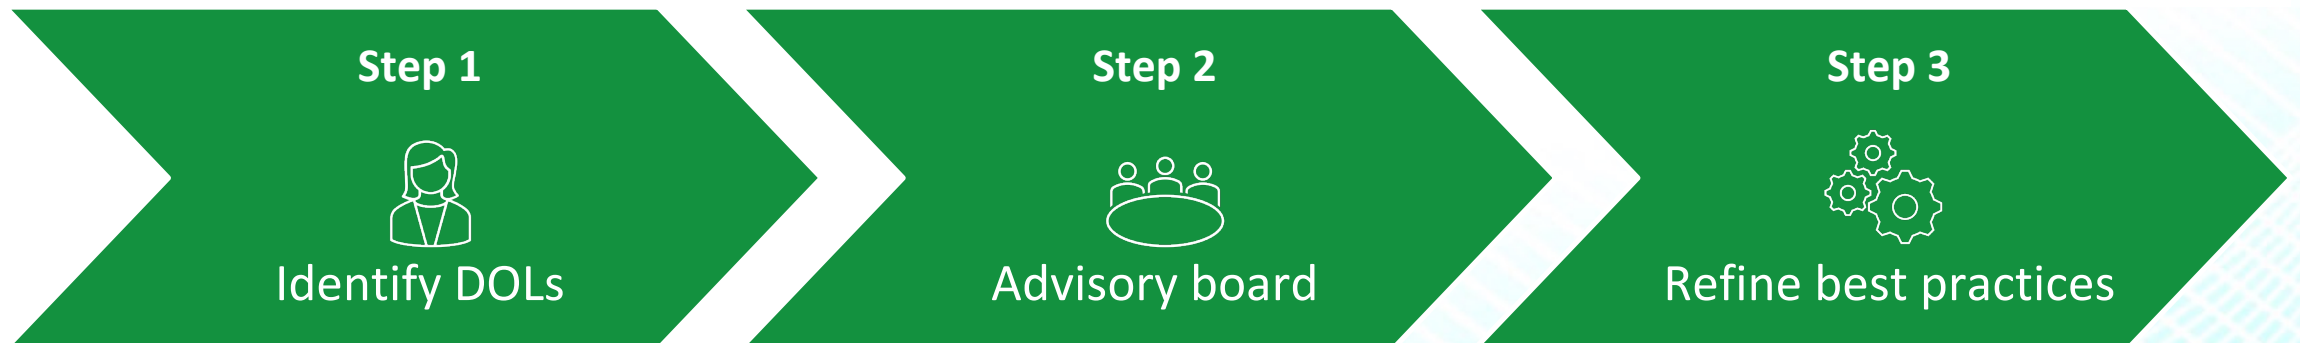 Step 1
Identify DOLs
Step 2
Advisory board
Step 3
Refine best practices